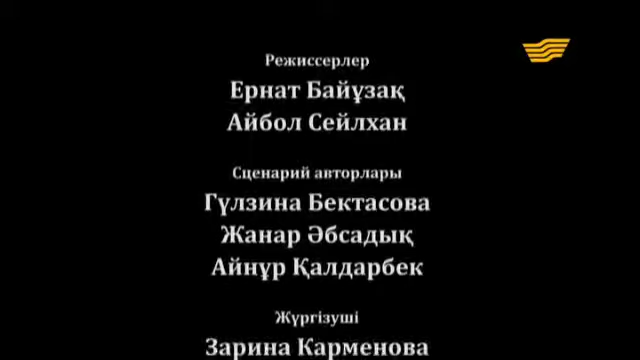 Режиссерлер
Ернат Байұзақ
Айбол Сейлхан
Сценарий авторлары
Гүлзина Бектасова
Жанар Әбсадық
Айнұр Қалдарбек
Жүргізуші
Зарина Карменова